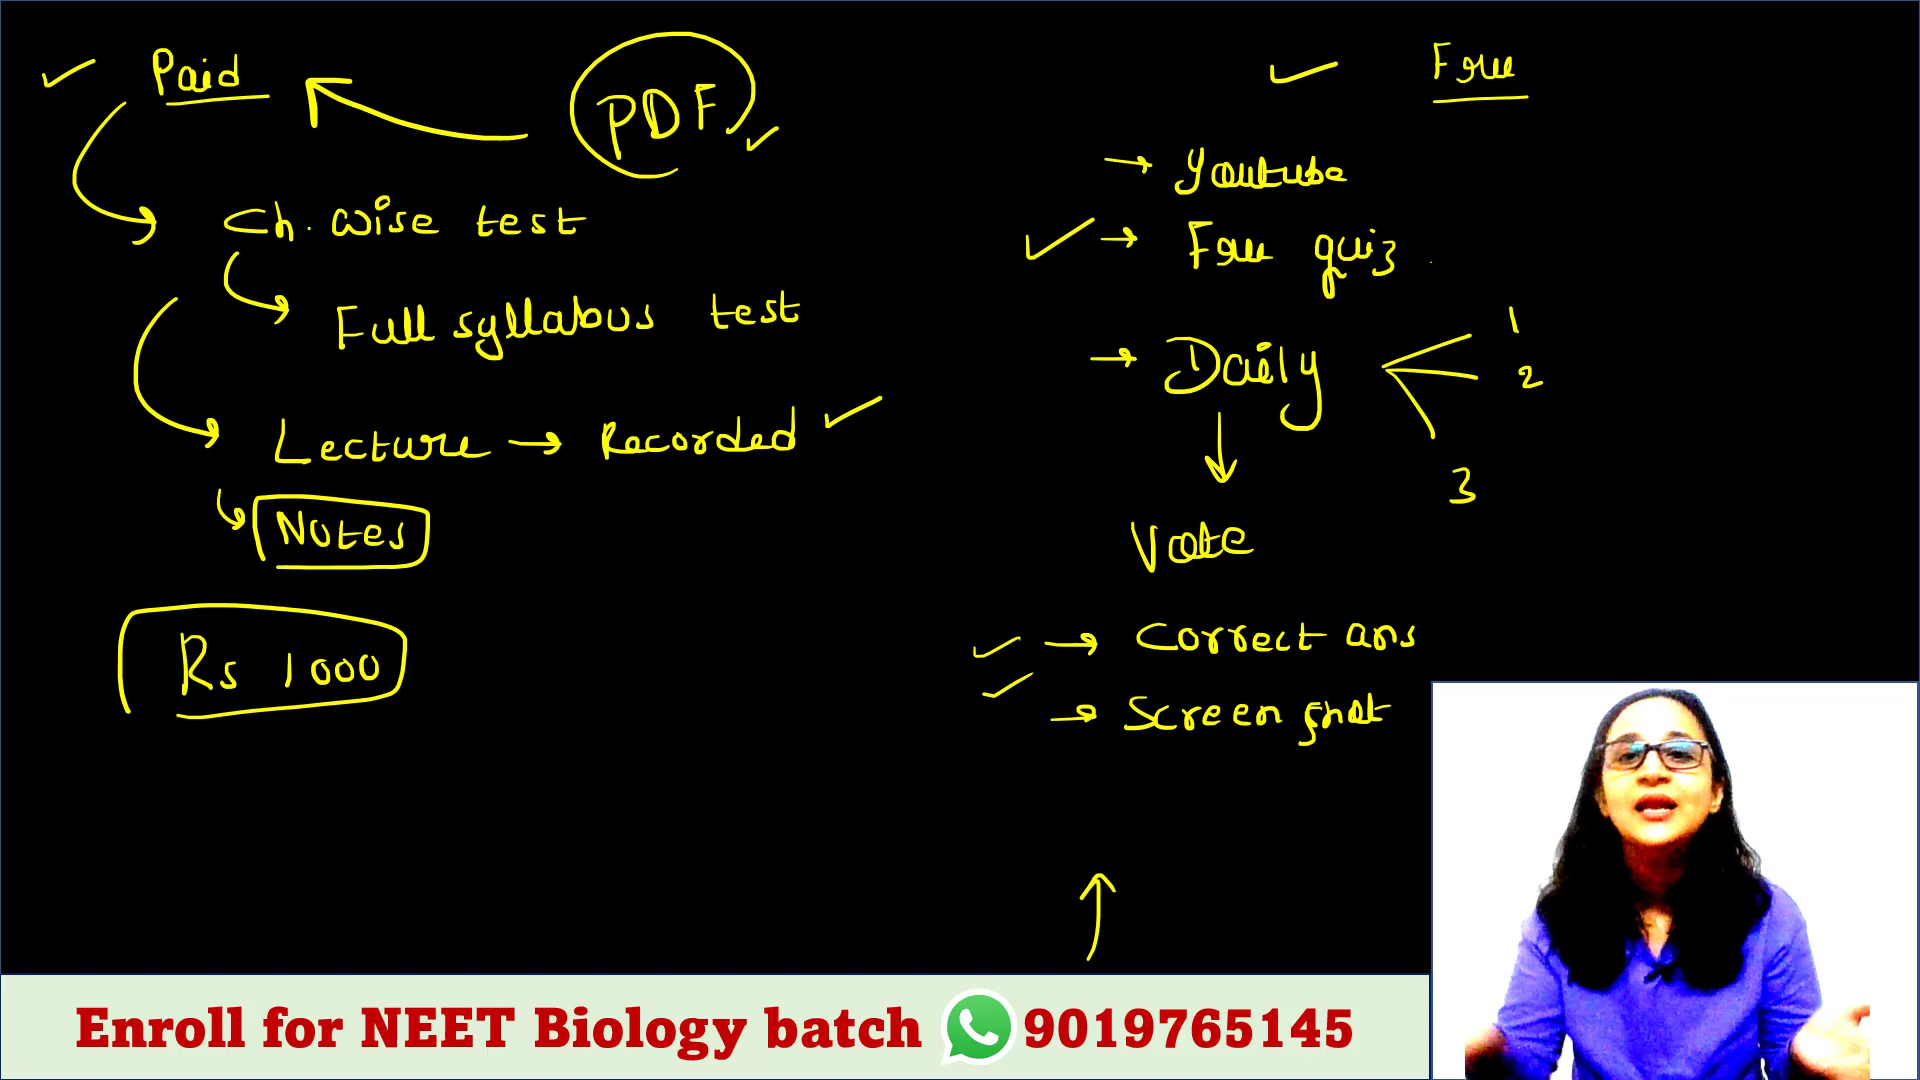 Paid
PDF
Ch. wise test
Full syllabus test
Lecture → Recorded
Notes
Rs 1000
Free
→ Youtube
→ Free quiz
→ Daily
1
2
3
Vote
→ Correct ans
→ Screen shot
Enroll for NEET Biology batch 9019765145